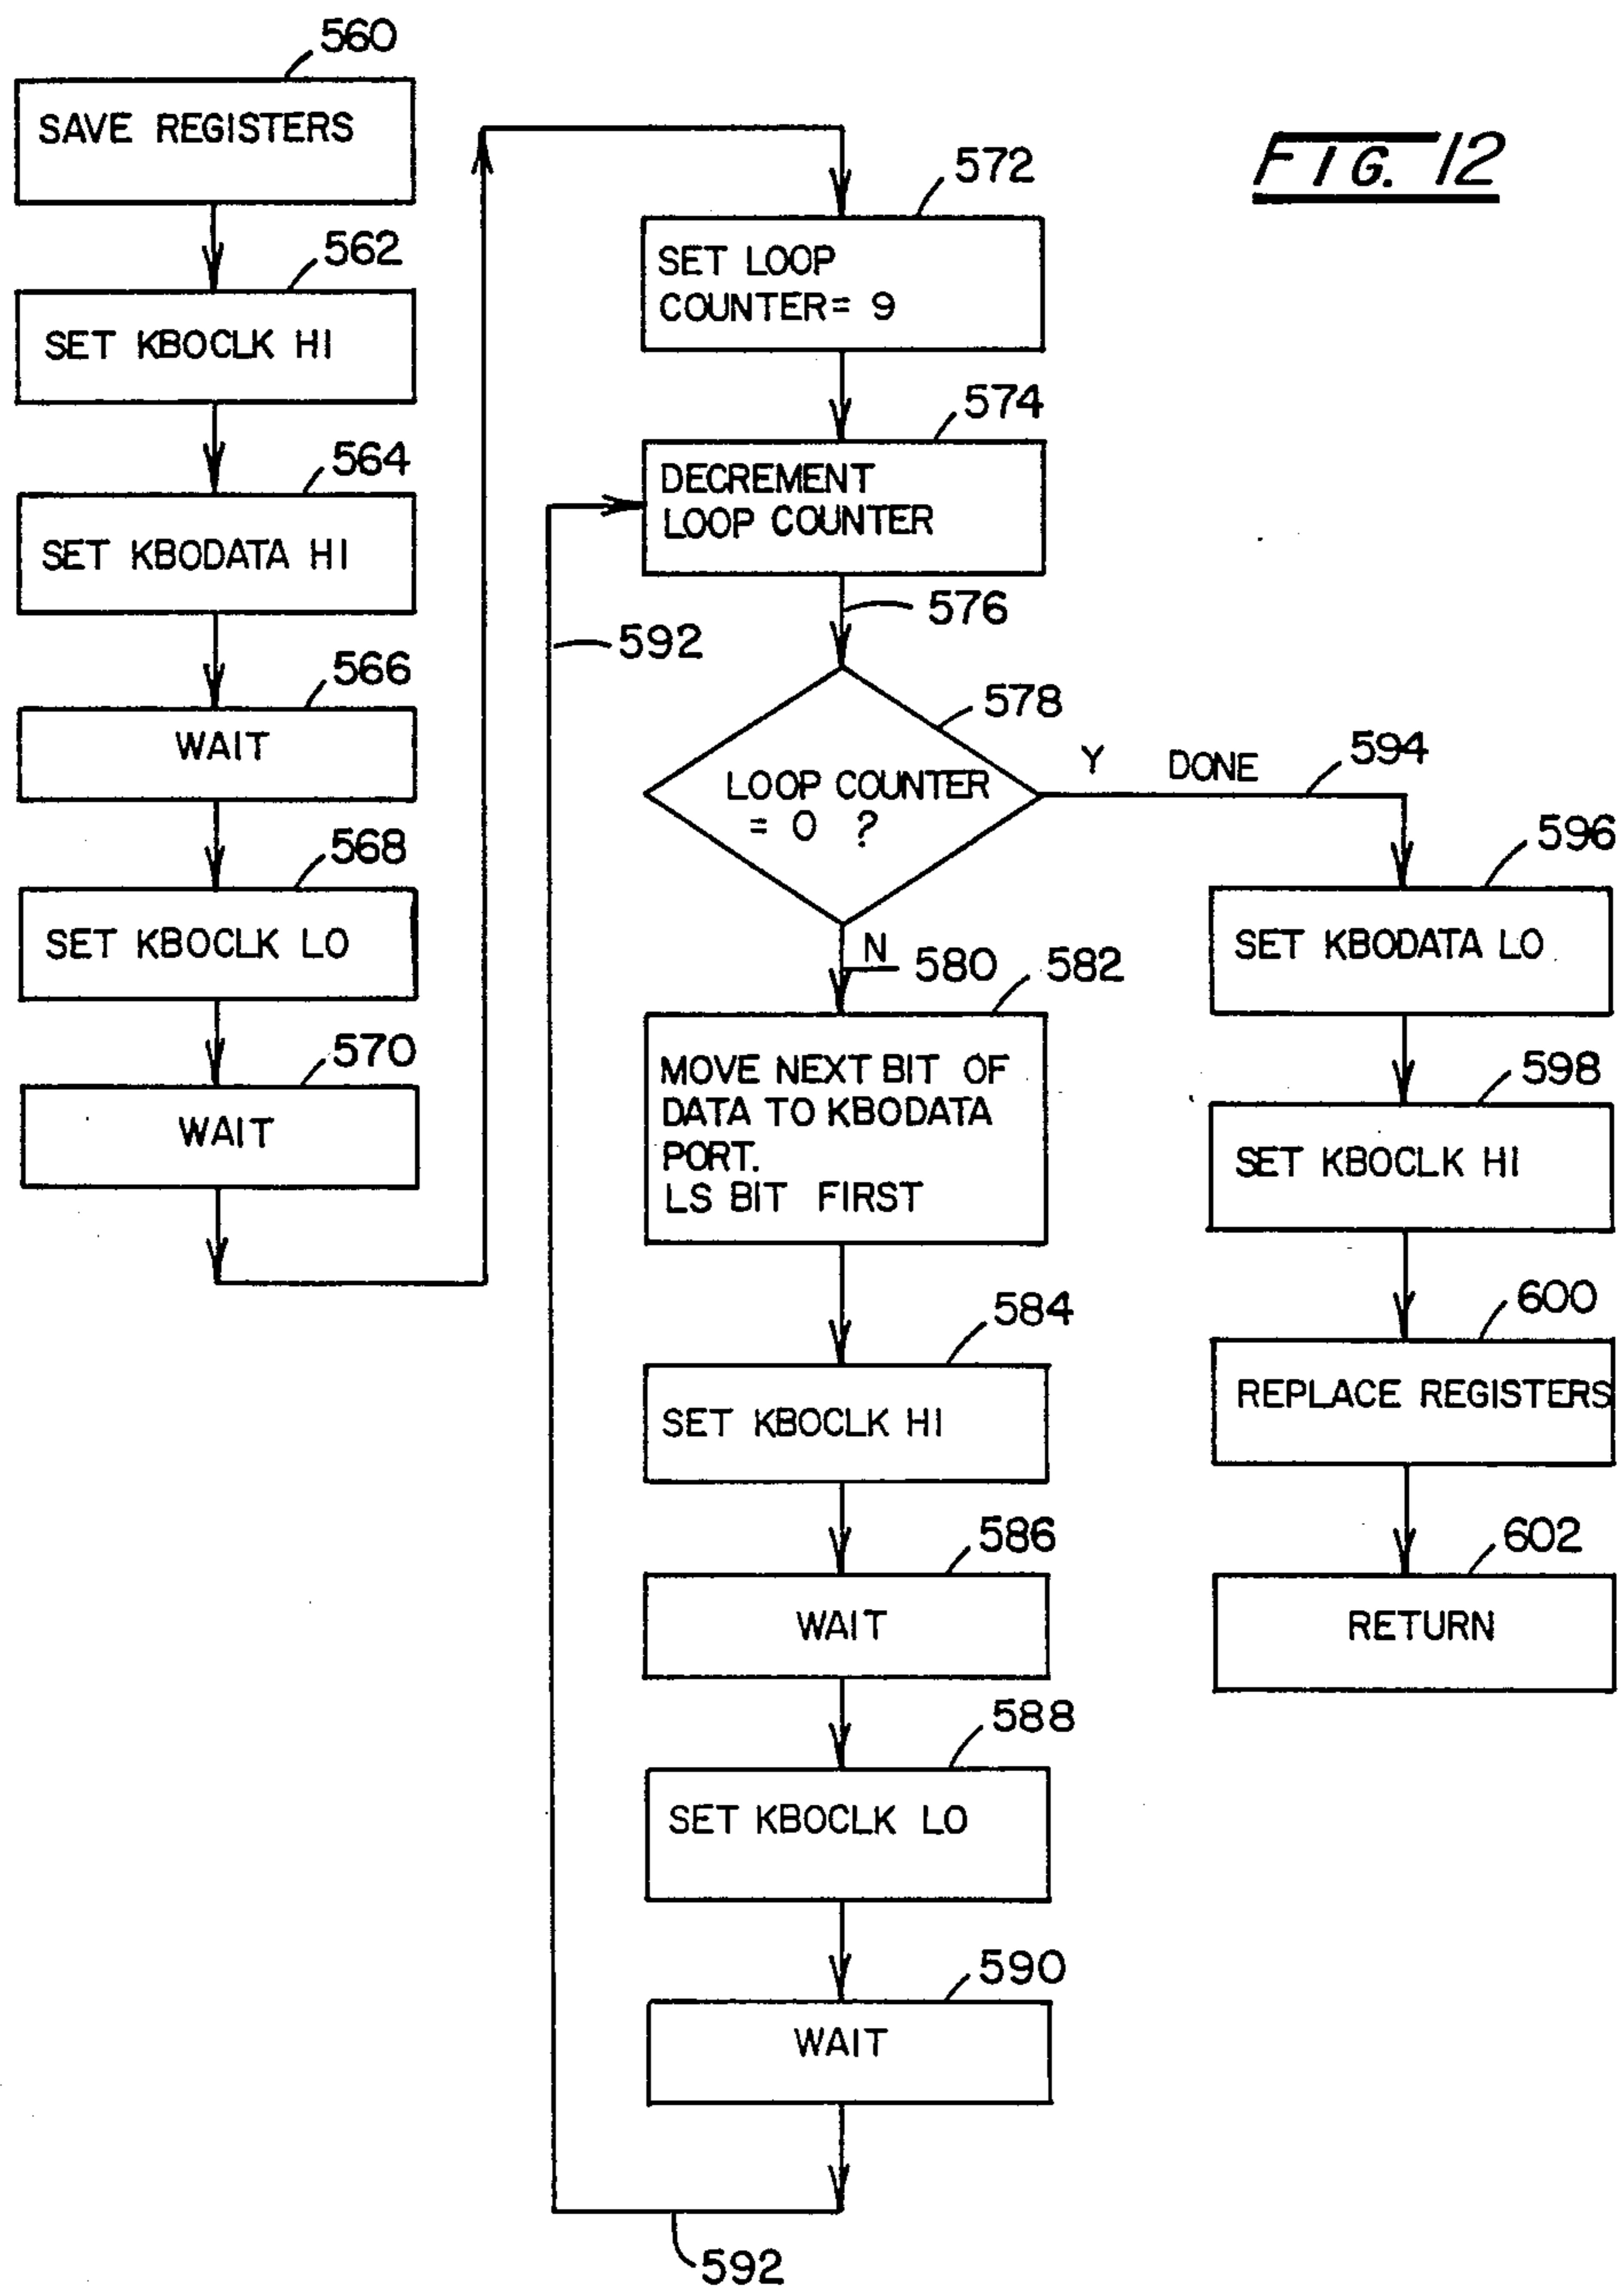 FIG. 12
560
SAVE REGISTERS
562
SET KBOCLK HI
564
SET KBODATA HI
566
WAIT
568
SET KBOCLK LO
570
WAIT
572
SET LOOP
COUNTER= 9
574
DECREMENT
LOOP COUNTER
576
578
LOOP COUNTER
= 0 ?
Y DONE
594
N
580
582
MOVE NEXT BIT OF
DATA TO KBODATA
PORT.
LS BIT FIRST
584
SET KBOCLK HI
586
WAIT
588
SET KBOCLK LO
590
WAIT
592
592
596
SET KBODATA LO
598
SET KBOCLK HI
600
REPLACE REGISTERS
602
RETURN